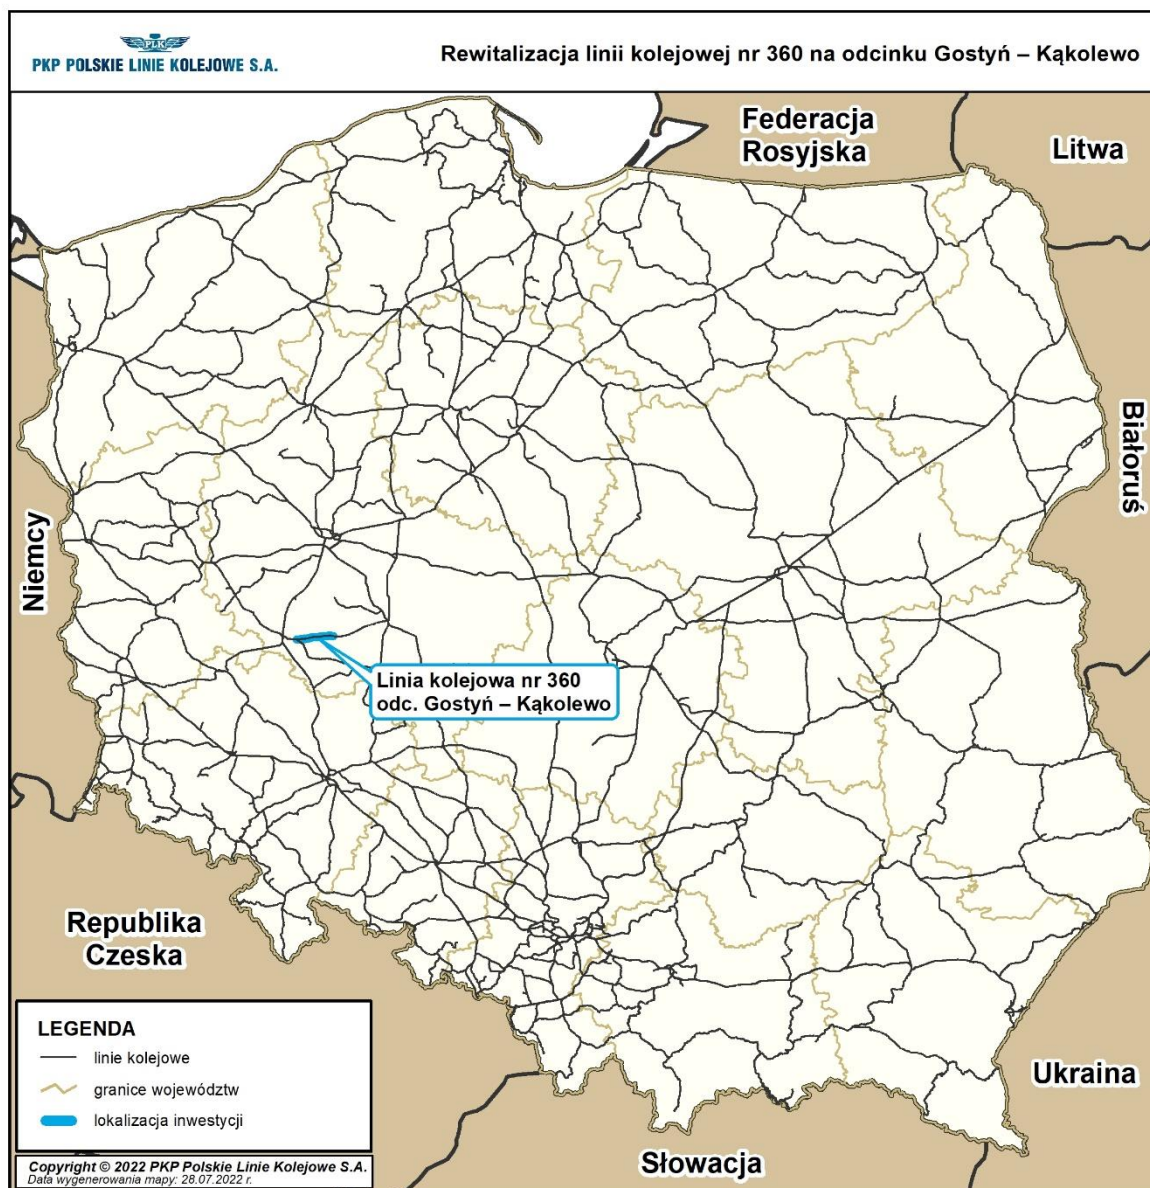 PLK
PKP POLSKIE LINIE KOLEJOWE S.A.
Rewitalizacja linii kolejowej nr 360 na odcinku Gostyń – Kąkolewo
Federacja
Rosyjska
Litwa
Białoruś
Niemcy
Linia kolejowa nr 360
odc. Gostyń – Kąkolewo
Republika
Czeska
Ukraina
Słowacja
LEGENDA
linie kolejowe
granice województw
lokalizacja inwestycji
Copyright © 2022 PKP Polskie Linie Kolejowe S.A.
Data wygenerowania mapy: 28.07.2022 r.